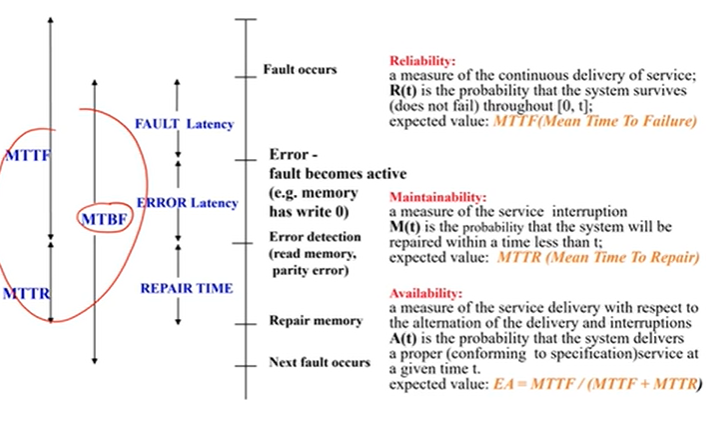 MTTF
MTBF
MTTR
FAULT Latency
ERROR Latency
REPAIR TIME
Fault occurs
Error -
fault becomes active
(e.g. memory
has write 0)
Error detection
(read memory,
parity error)
Repair memory
Next fault occurs
Reliability:
a measure of the continuous delivery of service;
R(t) is the probability that the system survives
(does not fail) throughout [0, t];
expected value: MTTF(Mean Time To Failure)
Maintainability:
a measure of the service interruption
M(t) is the probability that the system will be
repaired within a time less than t;
expected value: MTTR (Mean Time To Repair)
Availability:
a measure of the service delivery with respect to
the alternation of the delivery and interruptions
A(t) is the probability that the system delivers
a proper (conforming to specification)service at
a given time t.
expected value: EA = MTTF / (MTTF + MTTR)